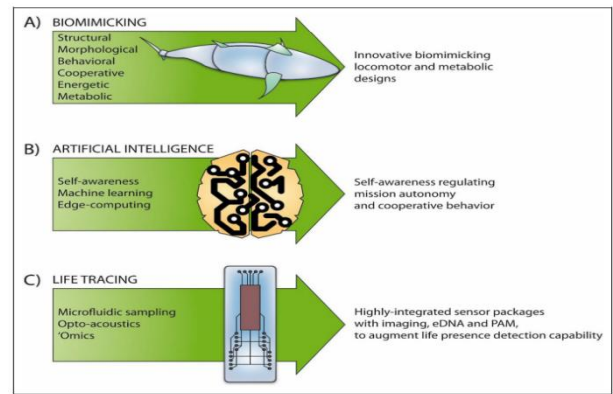 A) BIOMIMICKING
Structural
Morphological
Behavioral
Cooperative
Energetic
Metabolic
Innovative biomimicking
locomotor and metabolic
designs
B) ARTIFICIAL INTELLIGENCE
Self-awareness
Machine learning
Edge-computing
Self-awareness regulating
mission autonomy
and cooperative behavior
C) LIFE TRACING
Microfluidic sampling
Opto-acoustics
'Omics
Highly-integrated sensor packages
with imaging, eDNA and PAM,
to augment life presence detection capability